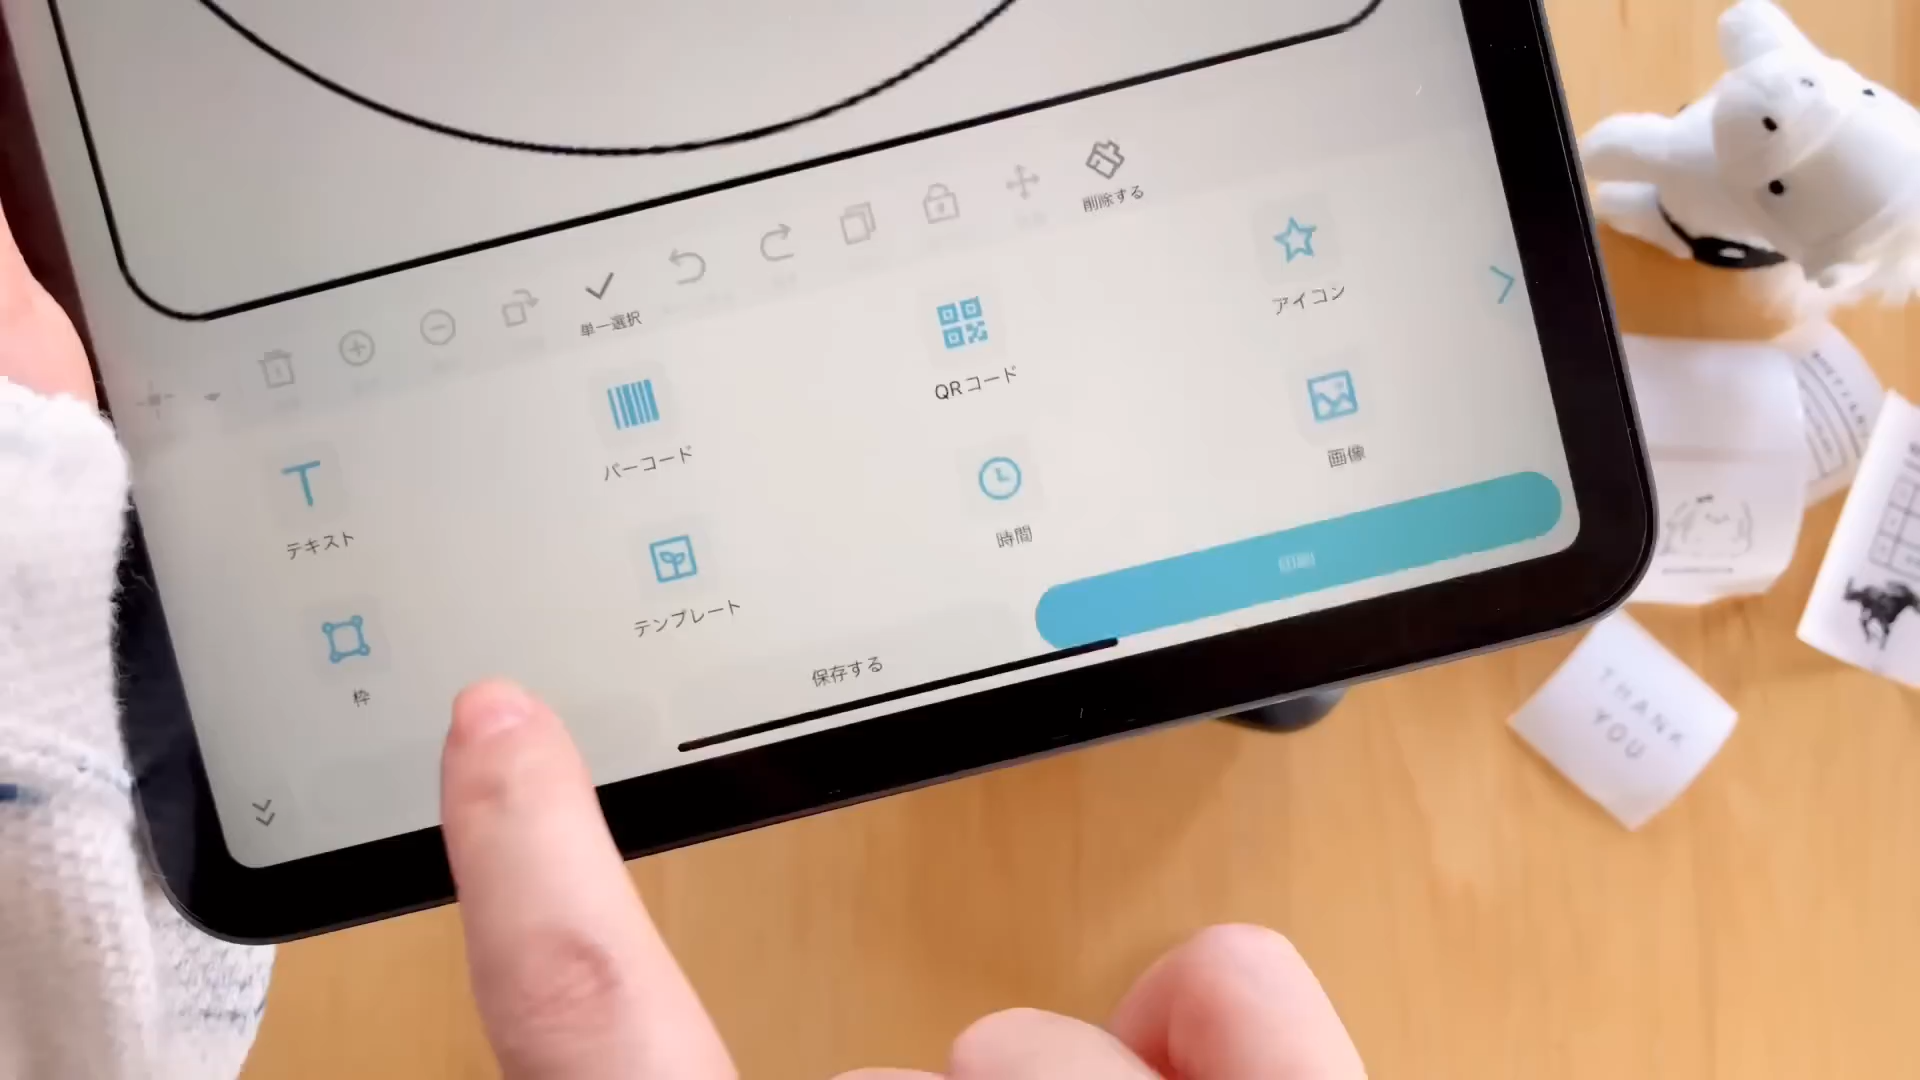 削除する
単一選択
テキスト
バーコード
QRコード
アイコン
枠
テンプレート
時間
画像
保存する
印刷
THANK
YOU